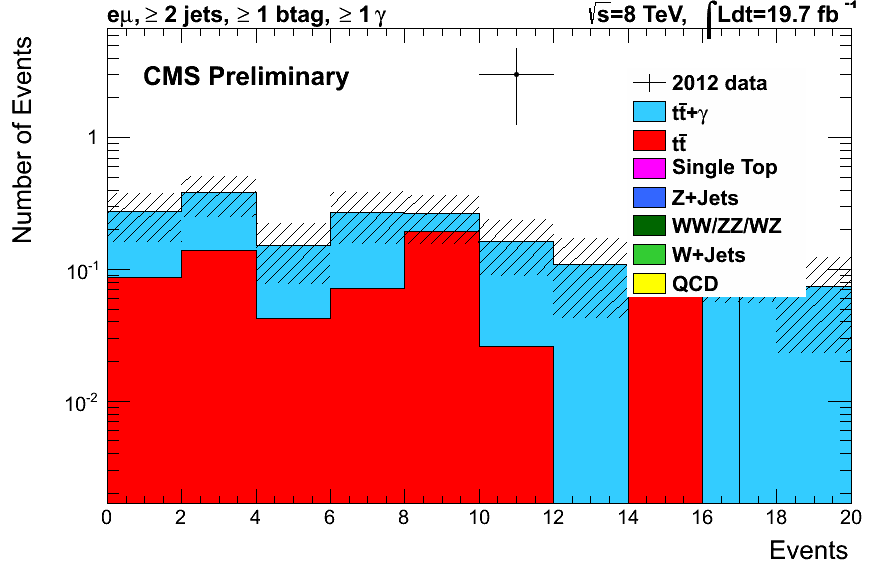 eμ, ≥ 2 jets, ≥ 1 btag, ≥ 1 γ
√s=8 TeV, ∫Ldt=19.7 fb⁻¹
CMS Preliminary
2012 data
tt̄+γ
tt̄
Single Top
Z+Jets
WW/ZZ/WZ
W+Jets
QCD
Number of Events
1
10⁻¹
10⁻²
0 2 4 6 8 10 12 14 16 18 20
Events